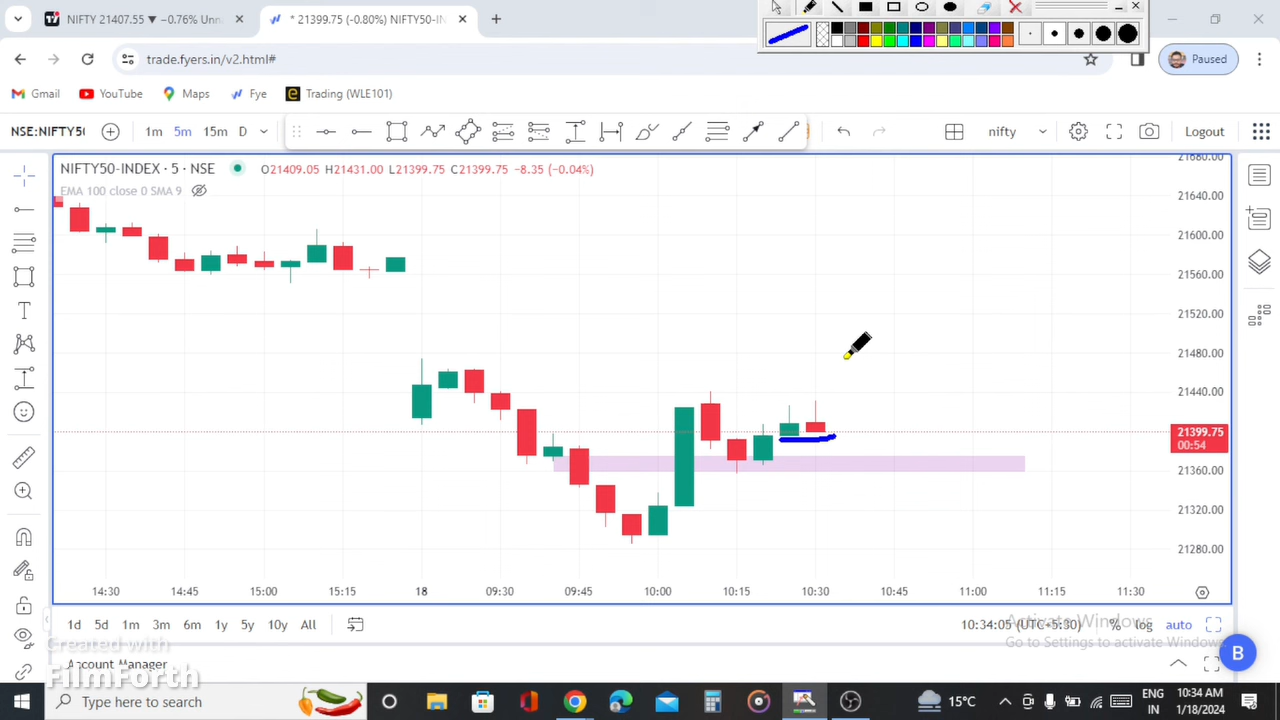 NIFTY 21407.55 ▼ −0.76% Unn
* 21399.75 (-0.80%) NIFTY50-IN
trade.fyers.in/v2.html#
Paused
Gmail
YouTube
Maps
Fye
Trading (WLE101)
NSE:NIFTY50
1m
5m
15m
D
nifty
Logout
NIFTY50-INDEX · 5 · NSE
O21409.05 H21431.00 L21399.75 C21399.75 −8.35 (−0.04%)
EMA 100 close 0 SMA 9
21680.00
21640.00
21600.00
21560.00
21520.00
21480.00
21440.00
21399.75
00:54
21360.00
21320.00
21280.00
14:30
14:45
15:00
15:15
18
09:30
09:45
10:00
10:15
10:30
10:45
11:00
11:15
11:30
1d
5d
1m
3m
6m
1y
5y
10y
All
10:34:05 (UTC+5:30)
%
log
auto
Activate Windows
Go to Settings to activate Windows.
Created with
FilmForth
Account Manager
B
Type here to search
15°C
ENG
IN
10:34 AM
1/18/2024